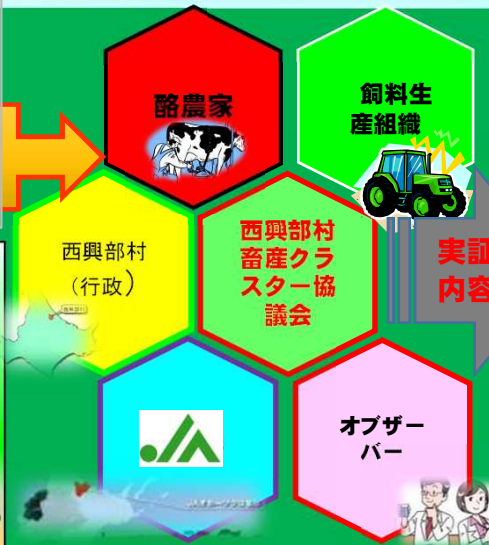 酪農家
飼料生
産組織
西興部村
(行政)
西興部村
畜産クラ
スター協
議会
実証
内容
JA
オブザー
バー